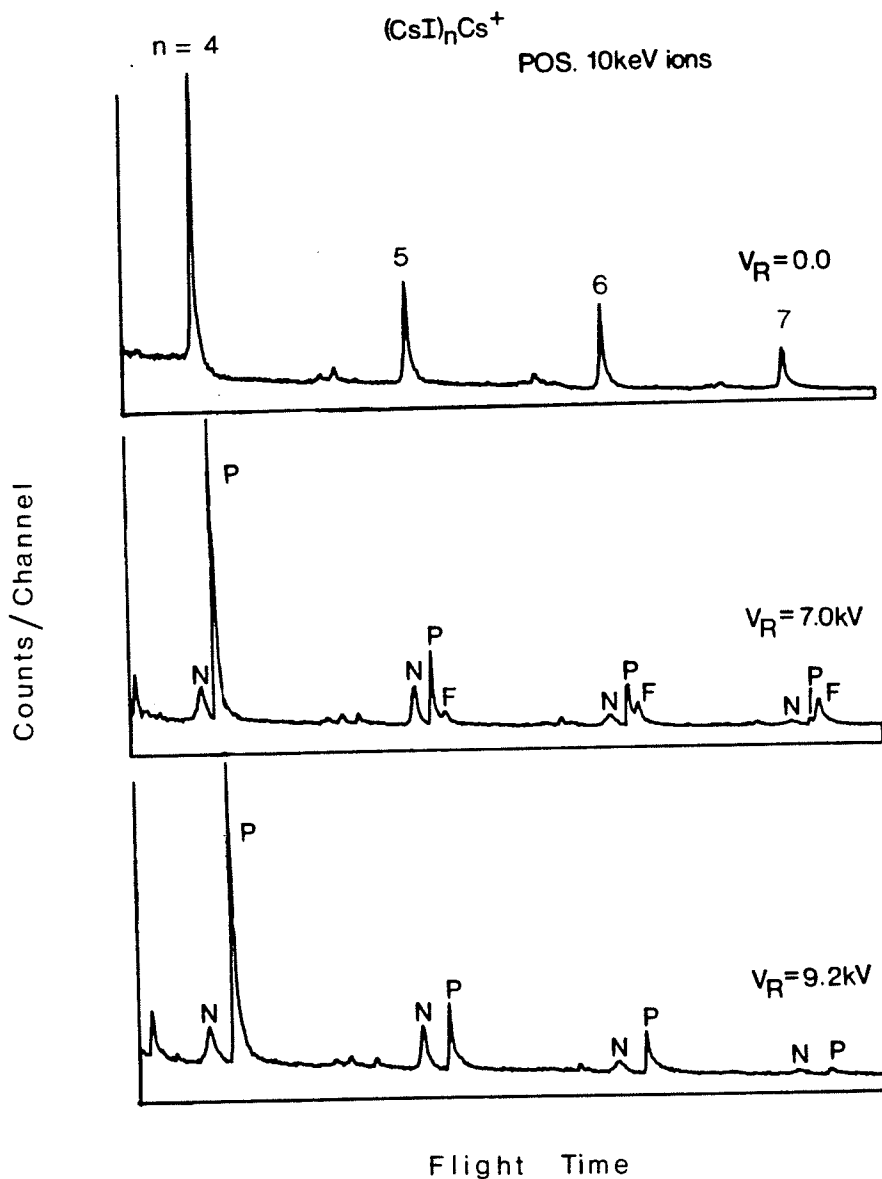 (CsI)nCs+
n = 4
POS. 10keV ions
5
6
7
VR=0.0
Counts/Channel
P
VR=7.0kV
N
N
P
F
N
P
F
N
P
F
P
VR=9.2kV
N
N
P
N
P
N
P
Flight Time